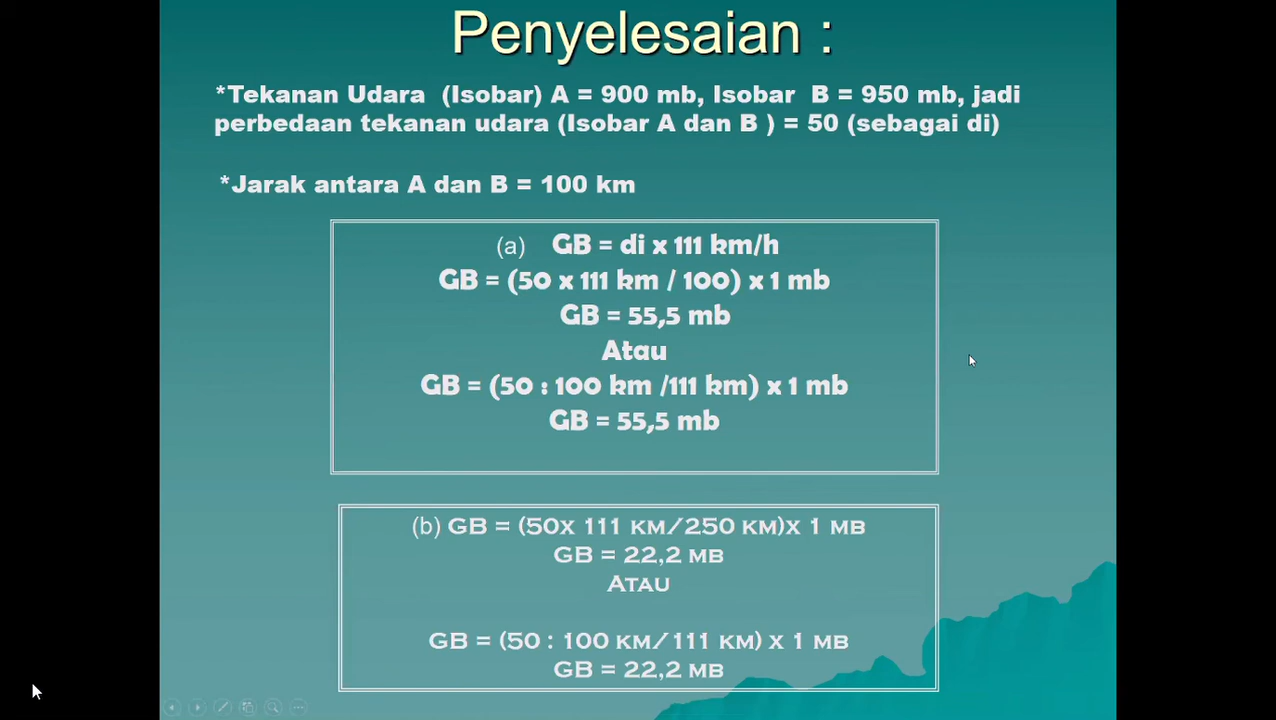 Penyelesaian :
*Tekanan Udara (Isobar) A = 900 mb, Isobar B = 950 mb, jadi
perbedaan tekanan udara (Isobar A dan B ) = 50 (sebagai di)
*Jarak antara A dan B = 100 km
(a) GB = di x 111 km/h
GB = (50 x 111 km / 100) x 1 mb
GB = 55,5 mb
Atau
GB = (50 : 100 km /111 km) x 1 mb
GB = 55,5 mb
(b) GB = (50x 111 km/250 km)x 1 mb
GB = 22,2 mb
Atau
GB = (50 : 100 km/111 km) x 1 mb
GB = 22,2 mb